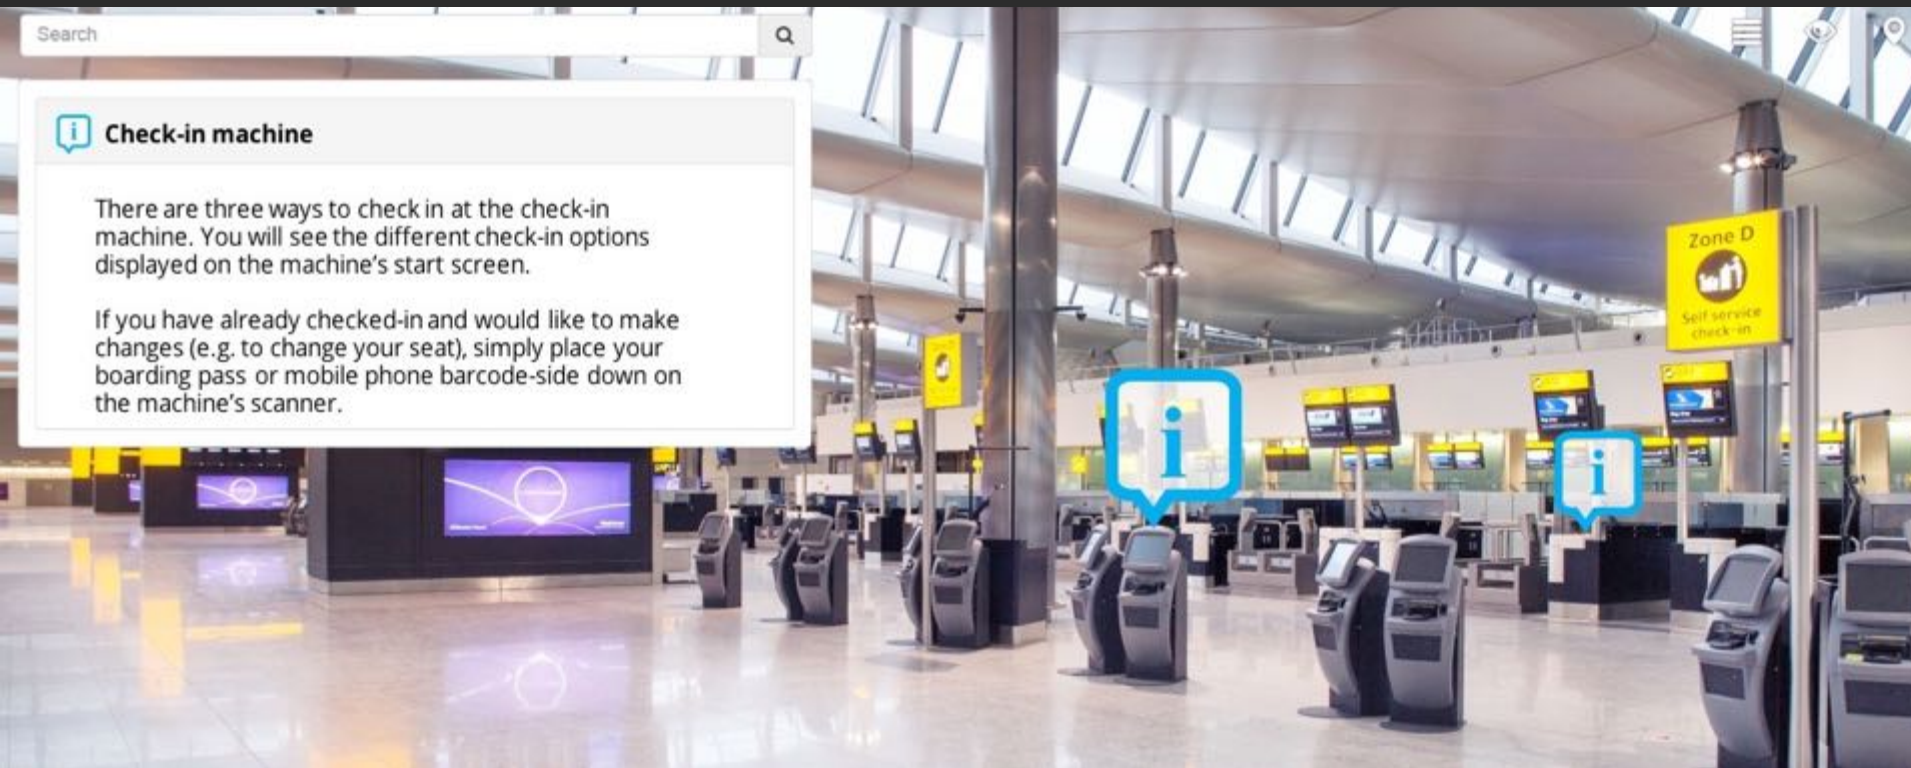 Search
Check-in machine
There are three ways to check in at the check-in
machine. You will see the different check-in options
displayed on the machine's start screen.
If you have already checked-in and would like to make
changes (e.g. to change your seat), simply place your
boarding pass or mobile phone barcode-side down on
the machine's scanner.
i
i
i
Zone D
Self service
check-in